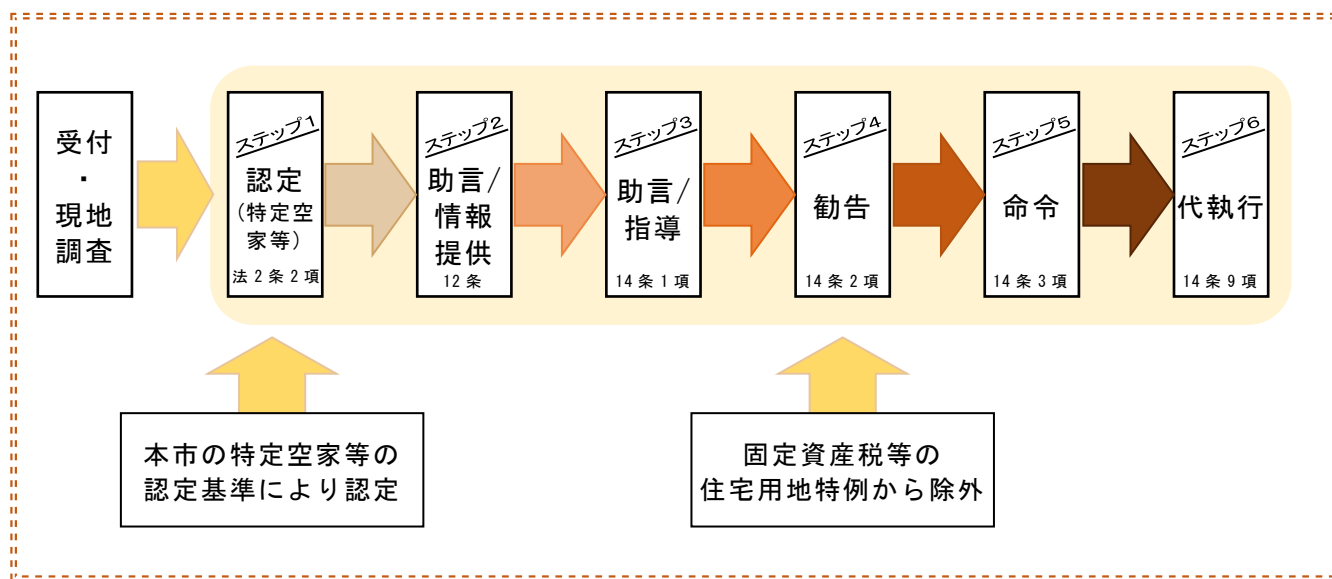 受付
・
現地
調査
ステップ1
認定
(特定空
家等)
法2条2項
ステップ2
助言/
情報
提供
12条
ステップ3
助言/
指導
14条1項
ステップ4
勧告
14条2項
ステップ5
命令
14条3項
ステップ6
代執行
14条9項
本市の特定空家等の
認定基準により認定
固定資産税等の
住宅用地特例から除外